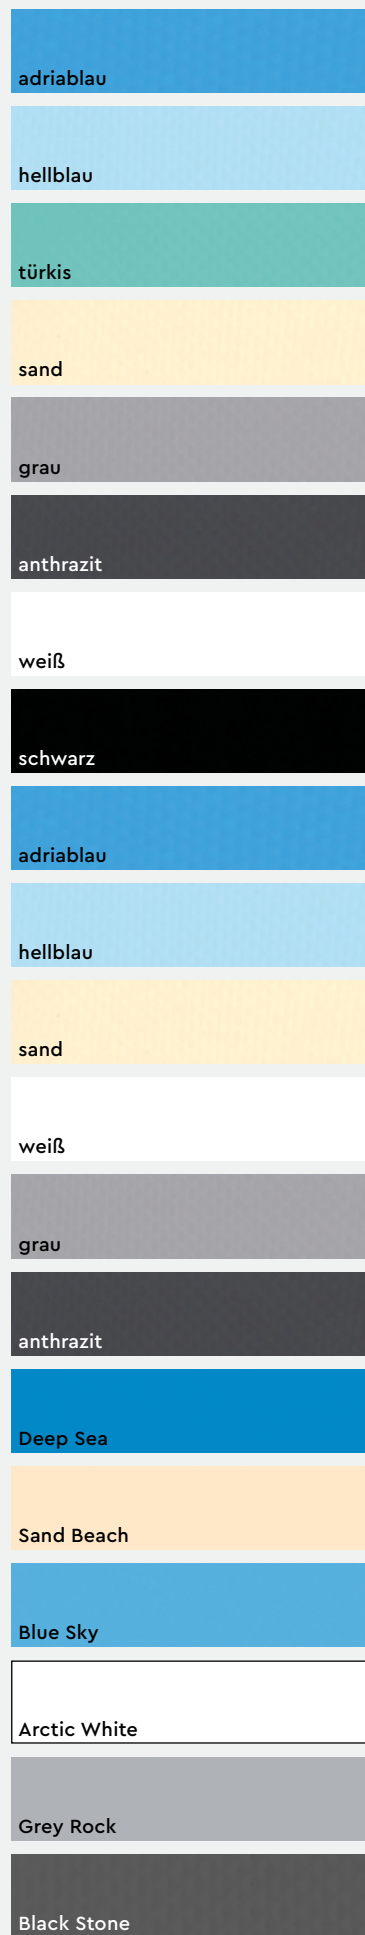 adriablau
hellblau
türkis
sand
grau
anthrazit
weiß
schwarz
adriablau
hellblau
sand
weiß
grau
anthrazit
Deep Sea
Sand Beach
Blue Sky
Arctic White
Grey Rock
Black Stone